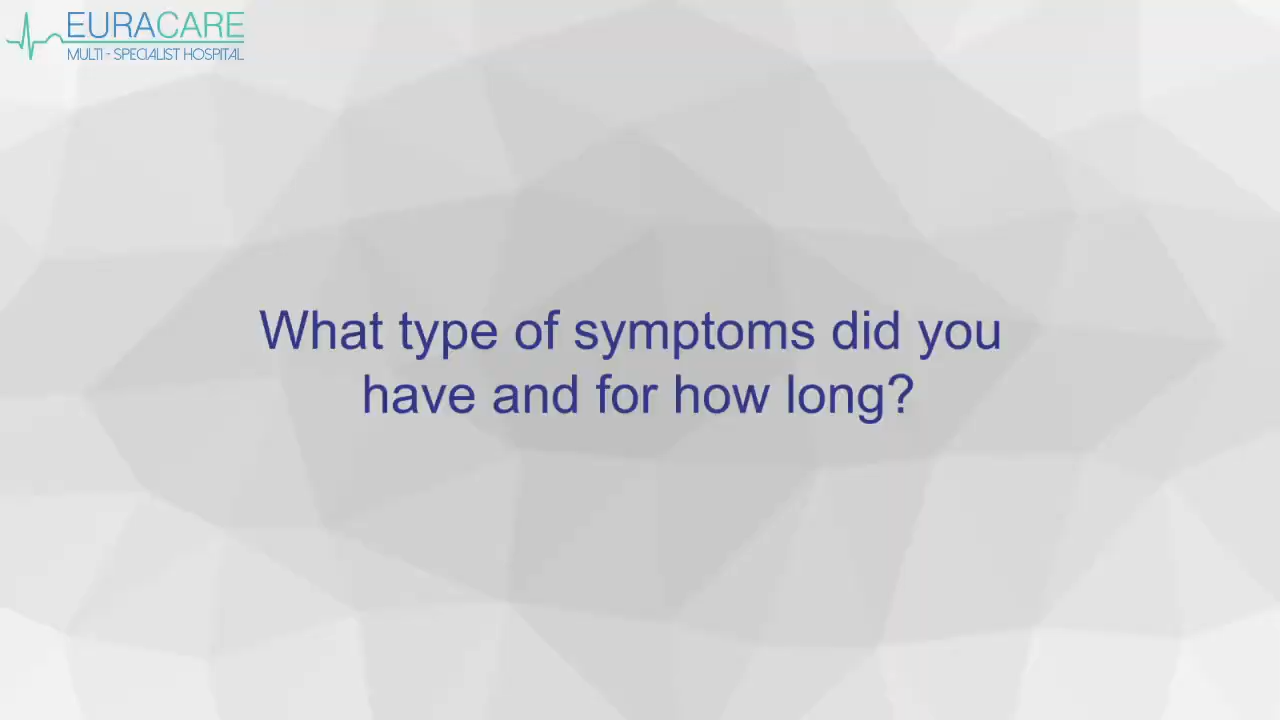 EURACARE
MULTI - SPECIALIST HOSPITAL
What type of symptoms did you
have and for how long?